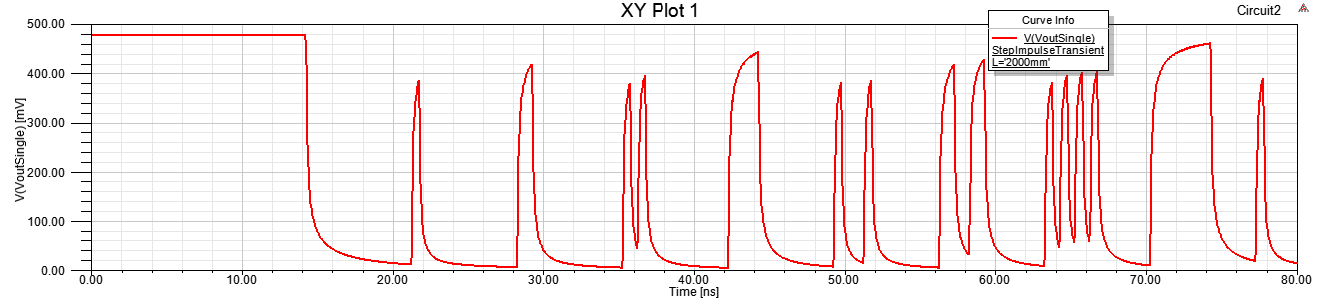 XY Plot 1
Circuit2
Curve Info
V(VoutSingle)
StepImpulseTransient
L='2000mm'
V(VoutSingle) [mV]
500.00
400.00
300.00
200.00
100.00
0.00
0.00 10.00 20.00 30.00 40.00 50.00 60.00 70.00 80.00
Time [ns]